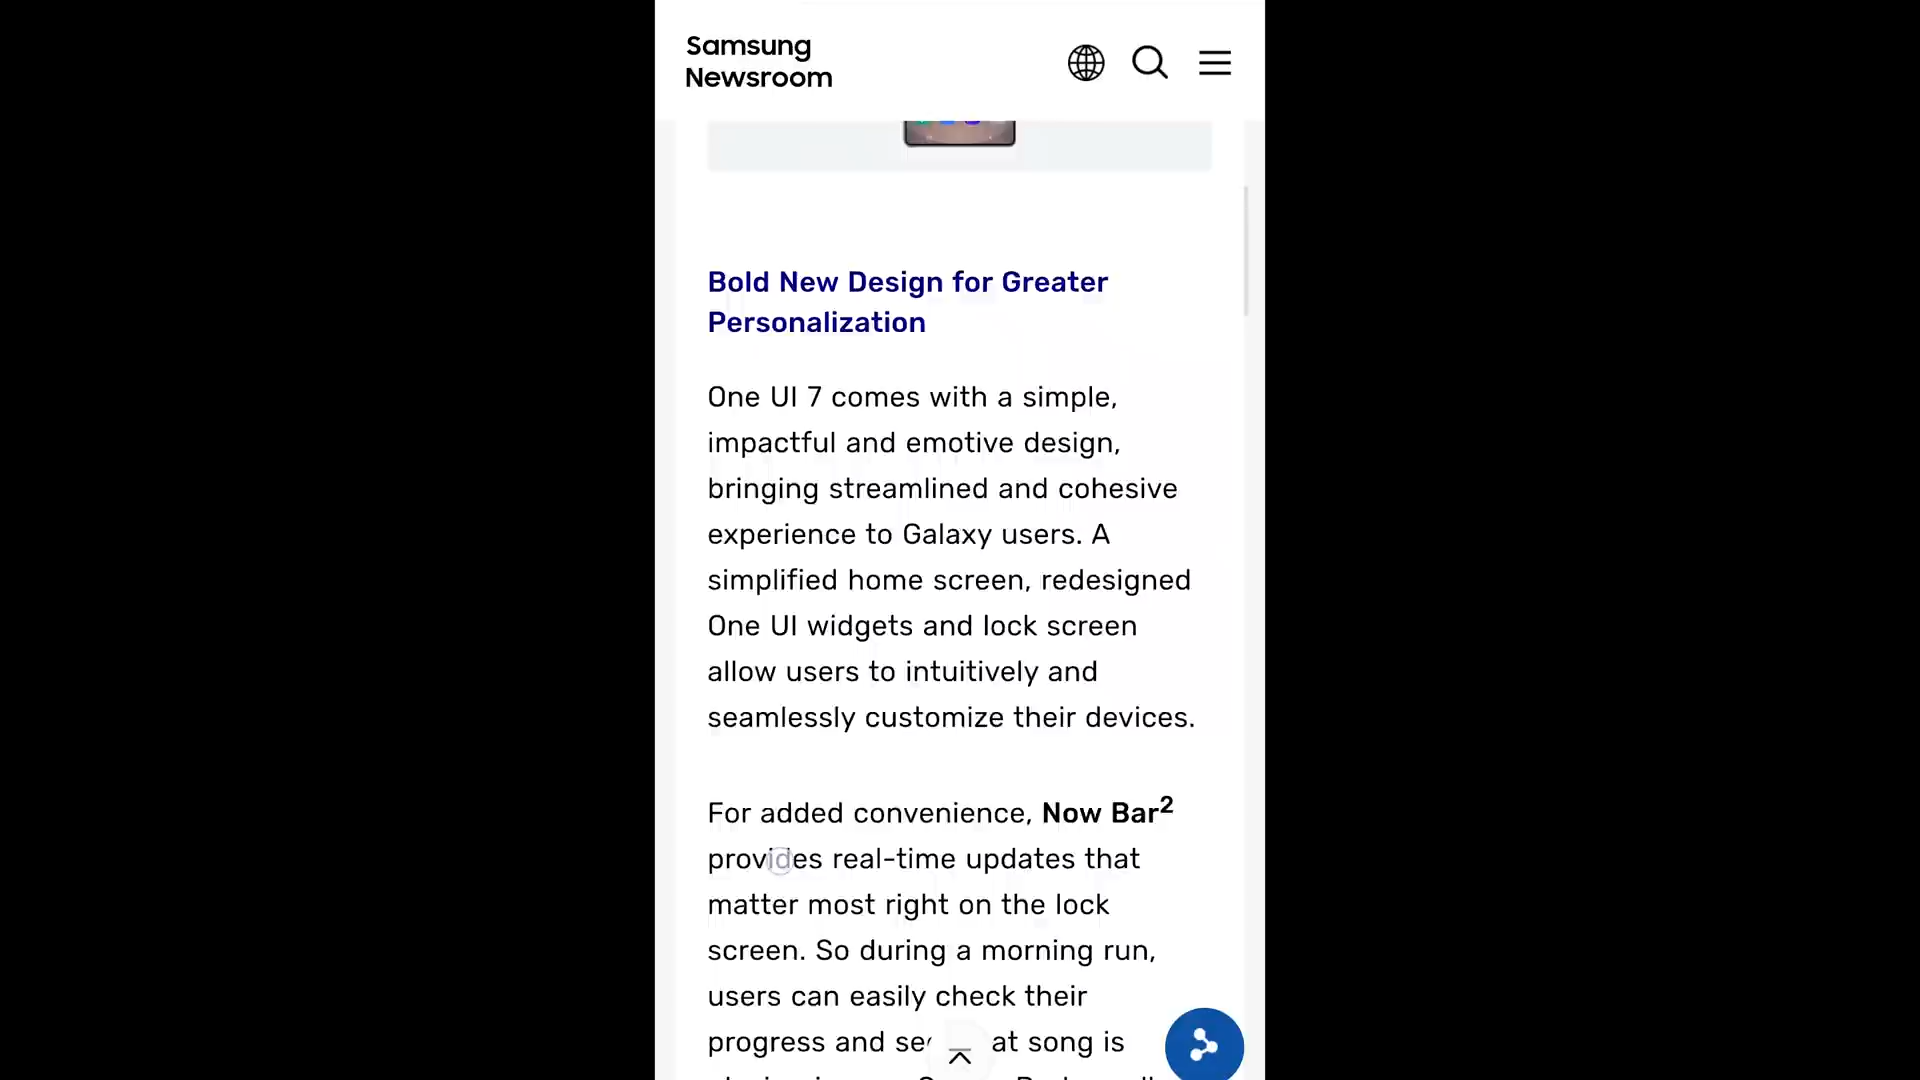 Samsung
Newsroom
Bold New Design for Greater
Personalization
One UI 7 comes with a simple,
impactful and emotive design,
bringing streamlined and cohesive
experience to Galaxy users. A
simplified home screen, redesigned
One UI widgets and lock screen
allow users to intuitively and
seamlessly customize their devices.
For added convenience, Now Bar²
provides real-time updates that
matter most right on the lock
screen. So during a morning run,
users can easily check their
progress and song is